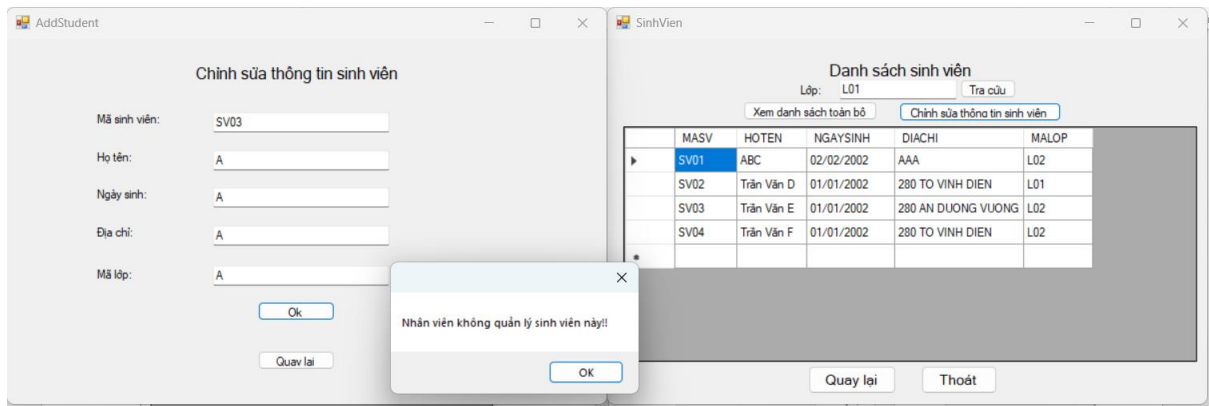 AddStudent
Chỉnh sửa thông tin sinh viên
Mã sinh viên: SV03
Họ tên: A
Ngày sinh: A
Địa chỉ: A
Mã lớp: A
Ok
Quay lại
Nhân viên không quản lý sinh viên này!!
OK
SinhVien
Danh sách sinh viên
Lớp: L01 Tra cứu
Xem danh sách toàn bộ Chỉnh sửa thông tin sinh viên
MASV HOTEN NGAYSINH DIACHI MALOP
SV01 ABC 02/02/2002 AAA L02
SV02 Trần Văn D 01/01/2002 280 TO VINH DIEN L01
SV03 Trần Văn E 01/01/2002 280 AN DUONG VUONG L02
SV04 Trần Văn F 01/01/2002 280 TO VINH DIEN L02
Quay lại Thoát